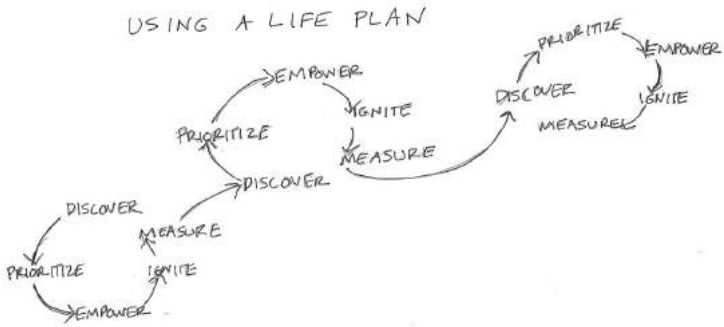 USING A LIFE PLAN
DISCOVER
PRIORITIZE
EMPOWER
IGNITE
MEASURE
DISCOVER
PRIORITIZE
EMPOWER
IGNITE
MEASURE
DISCOVER
PRIORITIZE
EMPOWER
IGNITE
MEASURE